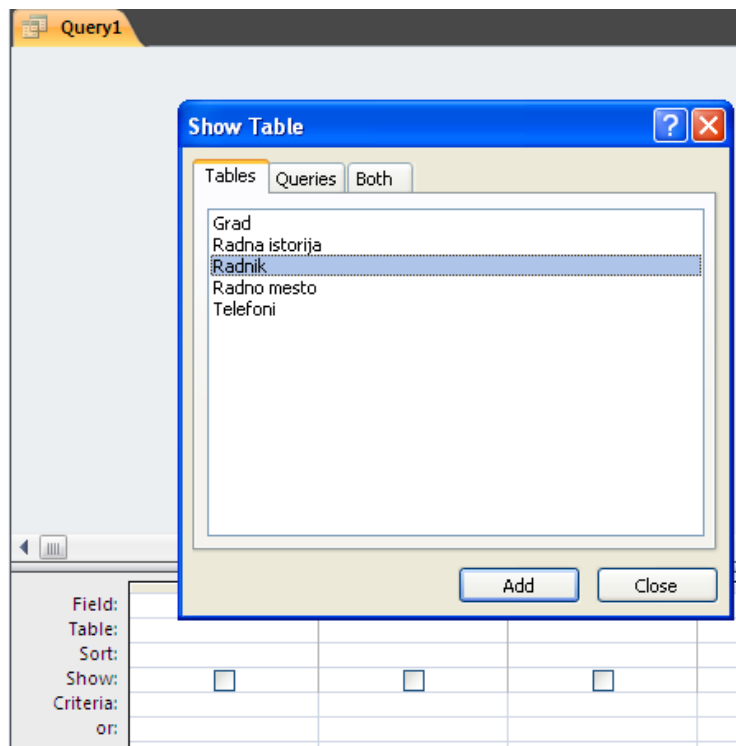 Query1
Show Table
Tables Queries Both
Grad
Radna istorija
Radnik
Radno mesto
Telefoni
Add Close
Field:
Table:
Sort:
Show:
Criteria:
or: